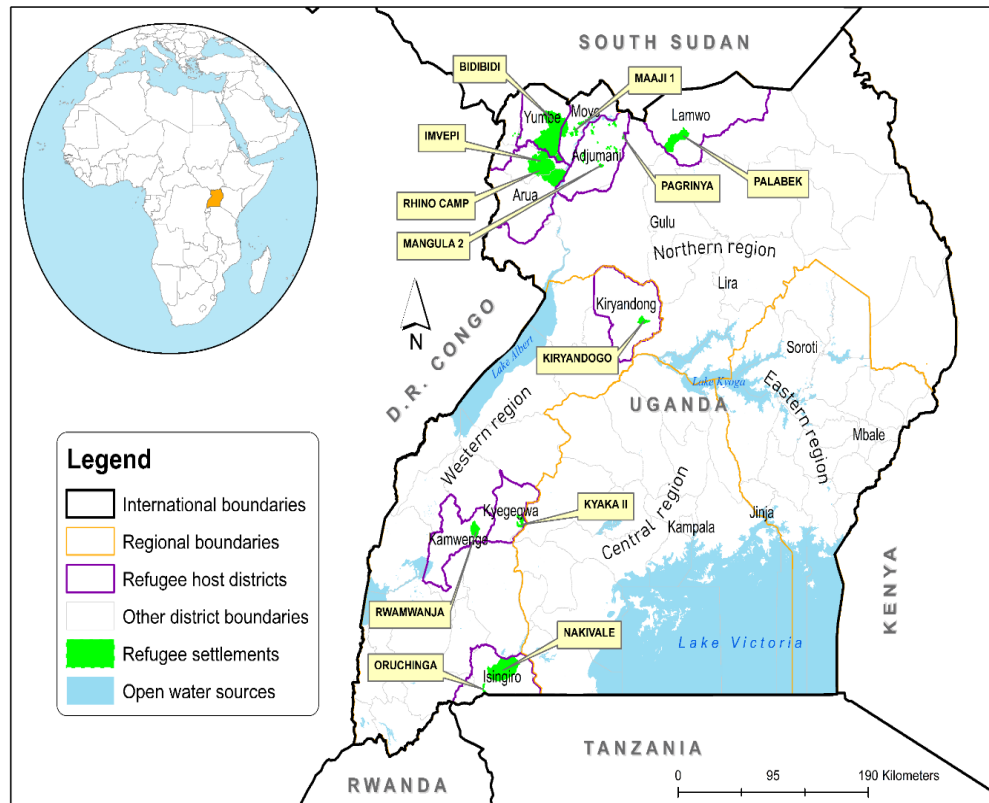 SOUTH SUDAN
BIDIBIDI
MAAJI 1
Yumbe
Moyo
Lamwo
IMVEPI
Adjumani
PAGRINYA
PALABEK
RHINO CAMP
Arua
MANGULA 2
Gulu
Northern region
Lira
N
Kiryandong
D.R. CONGO
Lake Albert
KIRYANDOGO
Soroti
Lake Kyoga
UGANDA
Eastern region
Mbale
Western region
Legend
International boundaries
Regional boundaries
Refugee host districts
Other district boundaries
Refugee settlements
Open water sources
Kyegegwa
KYAKA II
Kamwenge
Central region
Kampala
Jinja
KENYA
RWAMWANJA
NAKIVALE
Lake Victoria
ORUCHINGA
Isingiro
TANZANIA
RWANDA
0 95 190 Kilometers